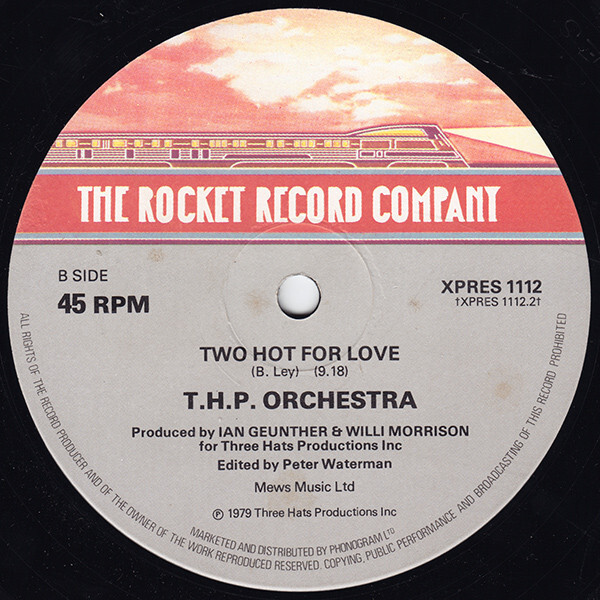 THE ROCKET RECORD COMPANY
B SIDE
45 RPM
XPRES 1112
†XPRES 1112.2†
TWO HOT FOR LOVE
(B. Ley) (9.18)
T.H.P. ORCHESTRA
Produced by IAN GEUNTHER & WILLI MORRISON
for Three Hats Productions Inc
Edited by Peter Waterman
Mews Music Ltd
℗ 1979 Three Hats Productions Inc
MARKETED AND DISTRIBUTED BY PHONOGRAM LTD
ALL RIGHTS OF THE RECORD PRODUCER AND OF THE OWNER OF THE WORK REPRODUCED RESERVED. COPYING, PUBLIC PERFORMANCE AND BROADCASTING OF THIS RECORD PROHIBITED